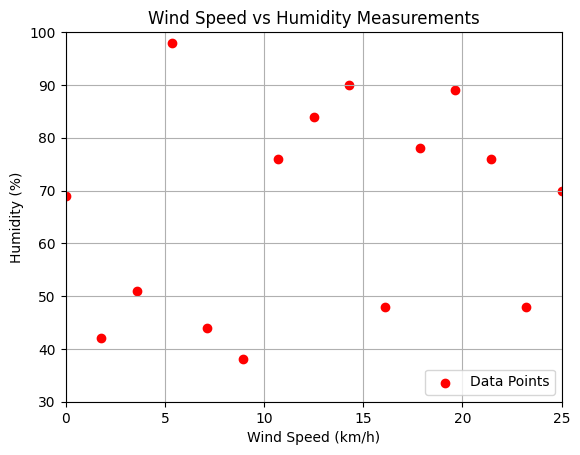 Wind Speed vs Humidity Measurements
100
90
80
70
60
50
40
30
Humidity (%)
0 5 10 15 20 25
Wind Speed (km/h)
Data Points